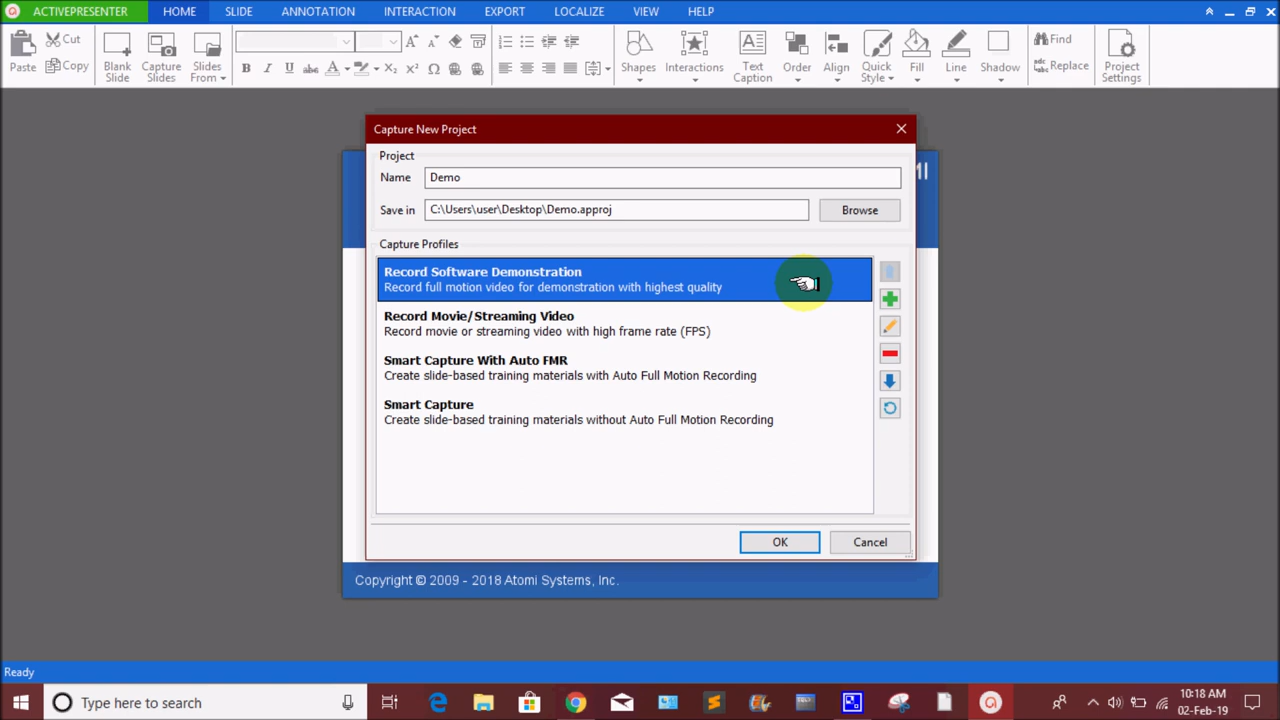 ACTIVEPRESENTER HOME SLIDE ANNOTATION INTERACTION EXPORT LOCALIZE VIEW HELP
Paste Cut Copy
Blank Slide
Capture Slides
Slides From
B I U abc A X₂ X² Ω
Shapes Interactions
Text Caption
Order Align
Quick Style
Fill Line Shadow
Find
Replace
Project Settings
Capture New Project
Project
Name Demo
Save in C:\Users\user\Desktop\Demo.approj Browse
Capture Profiles
Record Software Demonstration
Record full motion video for demonstration with highest quality
Record Movie/Streaming Video
Record movie or streaming video with high frame rate (FPS)
Smart Capture With Auto FMR
Create slide-based training materials with Auto Full Motion Recording
Smart Capture
Create slide-based training materials without Auto Full Motion Recording
OK Cancel
Copyright © 2009 - 2018 Atomi Systems, Inc.
Ready
Type here to search
10:18 AM
02-Feb-19